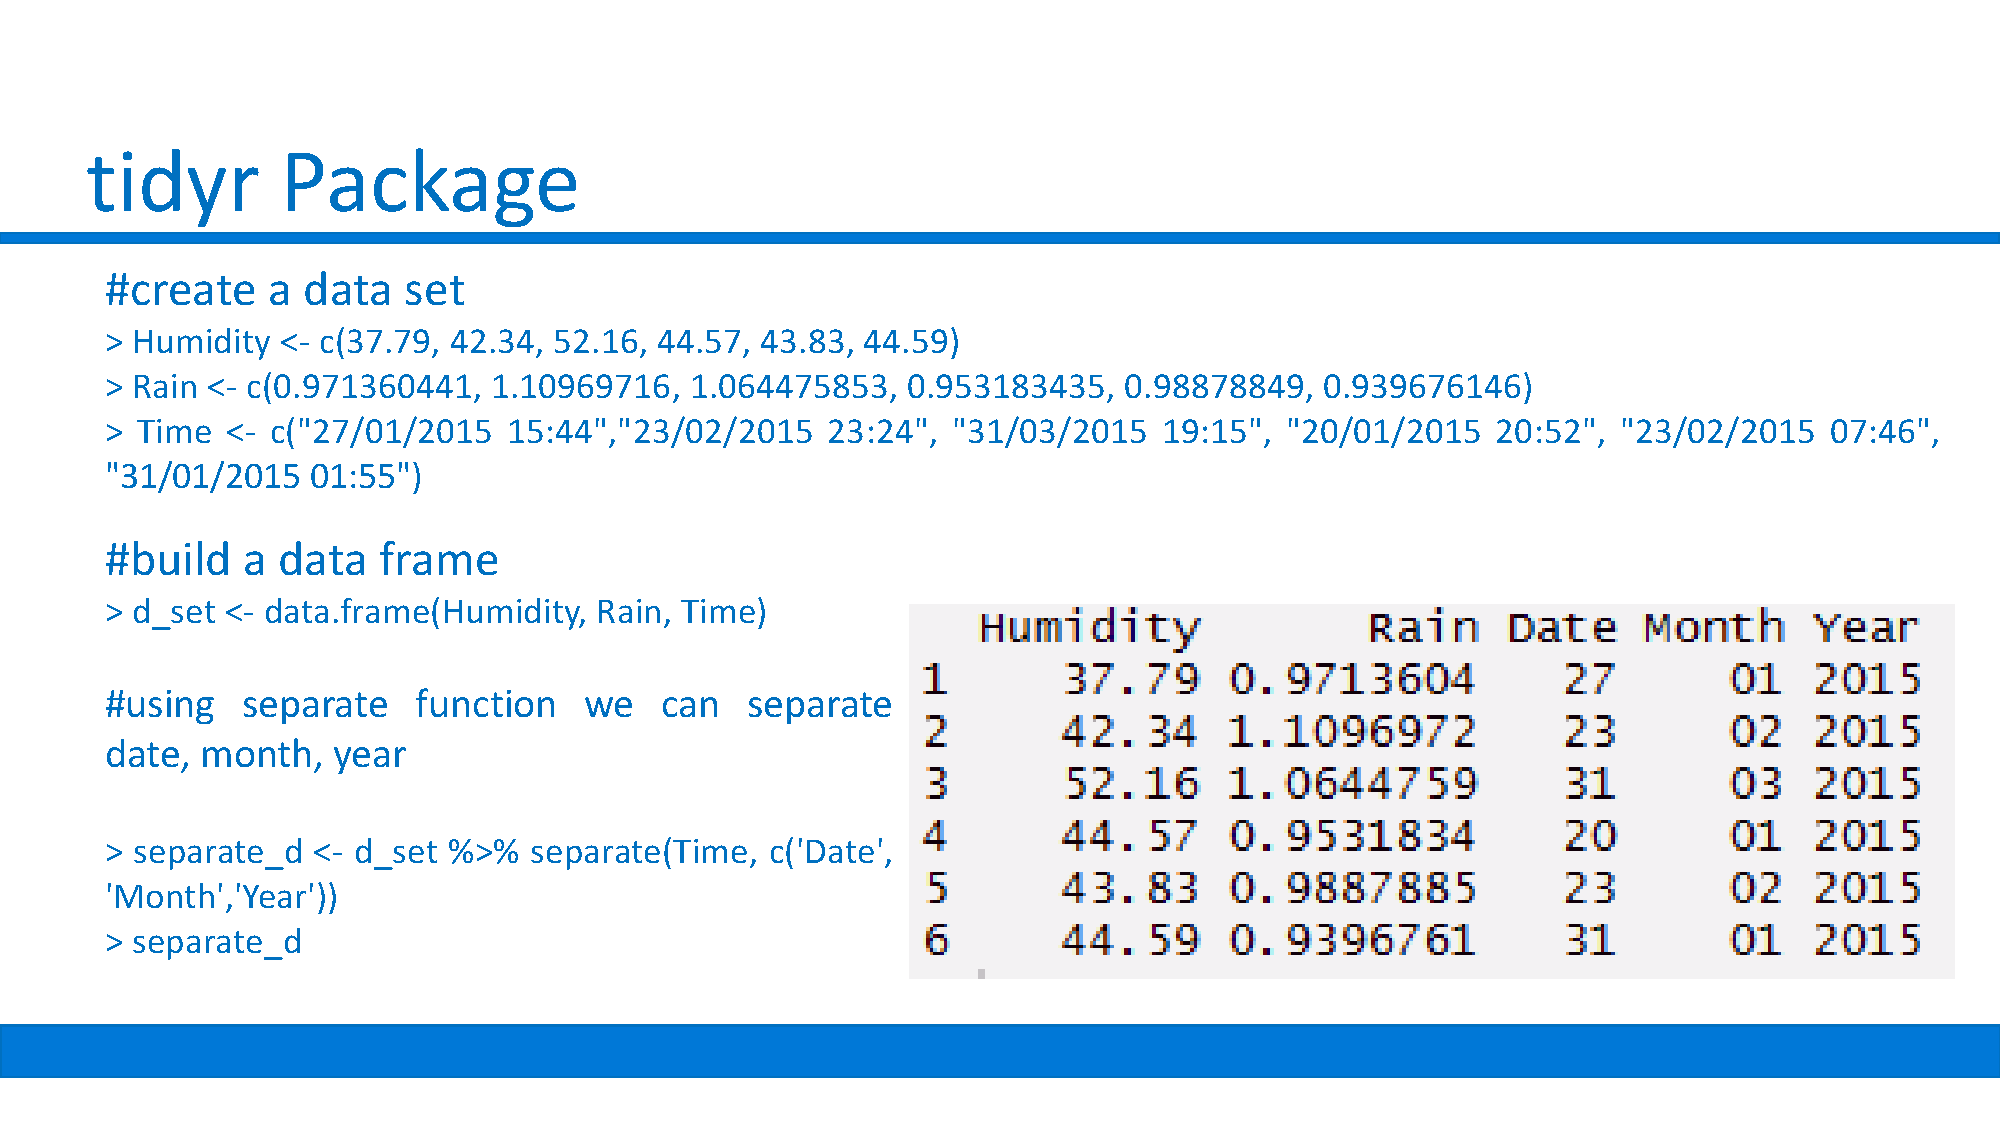 tidyr Package
#create a data set
> Humidity <- c(37.79, 42.34, 52.16, 44.57, 43.83, 44.59)
> Rain <- c(0.971360441, 1.10969716, 1.064475853, 0.953183435, 0.98878849, 0.939676146)
> Time <- c("27/01/2015 15:44","23/02/2015 23:24", "31/03/2015 19:15", "20/01/2015 20:52", "23/02/2015 07:46",
"31/01/2015 01:55")
#build a data frame
> d_set <- data.frame(Humidity, Rain, Time)
#using separate function we can separate
date, month, year
> separate_d <- d_set %>% separate(Time, c('Date',
'Month','Year'))
> separate_d
Humidity Rain Date Month Year
1 37.79 0.9713604 27 01 2015
2 42.34 1.1096972 23 02 2015
3 52.16 1.0644759 31 03 2015
4 44.57 0.9531834 20 01 2015
5 43.83 0.9887885 23 02 2015
6 44.59 0.9396761 31 01 2015